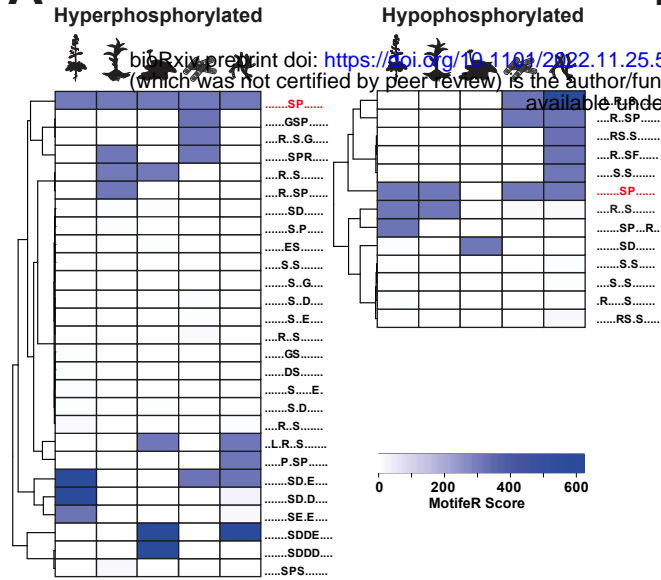 Hyperphosphorylated
Hypophosphorylated
bioRxiv preprint doi: https://doi.org/10.1101/2022.11.25.5
(which was not certified by peer review) is the author/fun
available unde
.......SP......
......GSP......
....R..S.G.....
.......SPR.....
....R..S.......
....R..SP......
.......SD......
.......S.P.....
......ES.......
.....S.S.......
.......S..G....
.......S..D....
.......S..E....
....R..S.......
......GS.......
......DS.......
.......S....E.
.......S.D.....
....R..S.......
..L.R..S.......
.....P.SP......
.......SD.E....
.......SD.D....
.......SE.E....
.......SDDE....
.......SDDD....
.....SPS.......
....R..SP......
....RS.S.......
....R..SF......
.....S.S.......
.......SP......
....R..S.......
.......SP...R..
.......SD......
.....S.S.......
....S..S.......
.R.....S.......
......RS.S.......
0 200 400 600
MotifeR Score